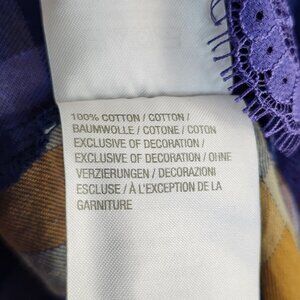 100% COTTON / COTTON /
BAUMWOLLE / COTONE / COTON
EXCLUSIVE OF DECORATION /
EXCLUSIVE OF DECORATION / OHNE
VERZIERUNGEN / DECORAZIONI
ESCLUSE / À L'EXCEPTION DE LA
GARNITURE